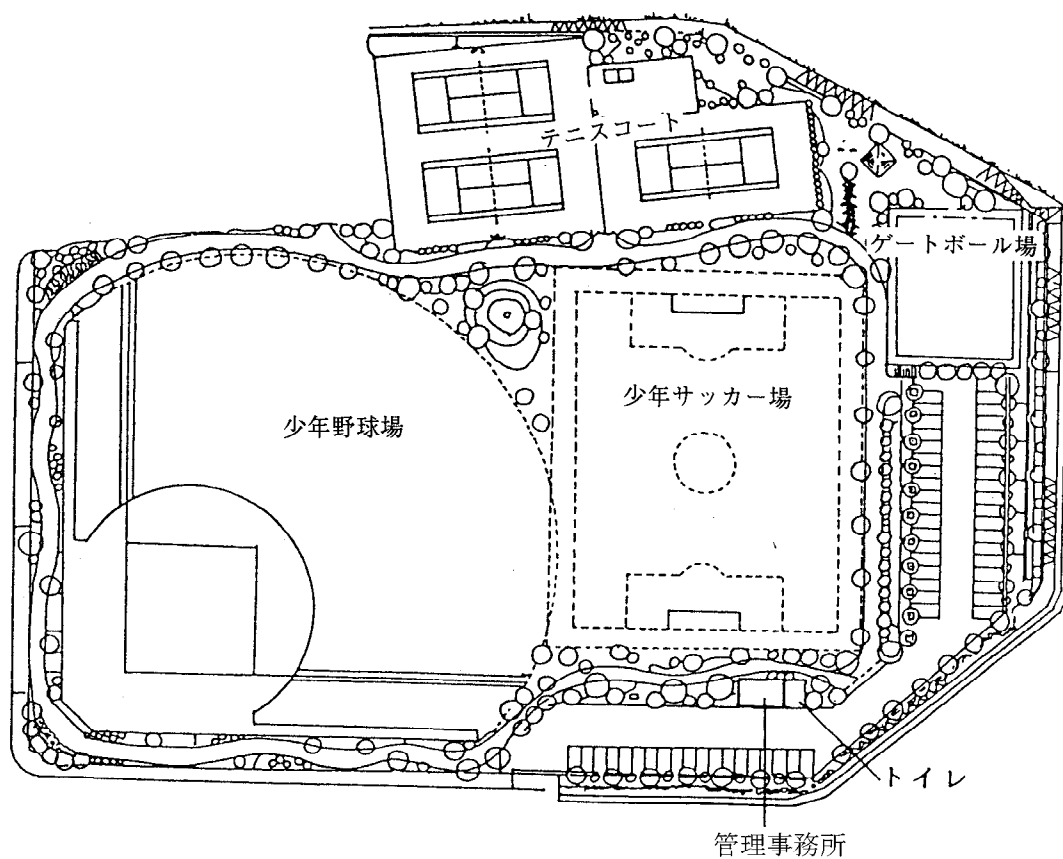 テニスコート
ゲートボール場
少年サッカー場
少年野球場
トイレ
管理事務所